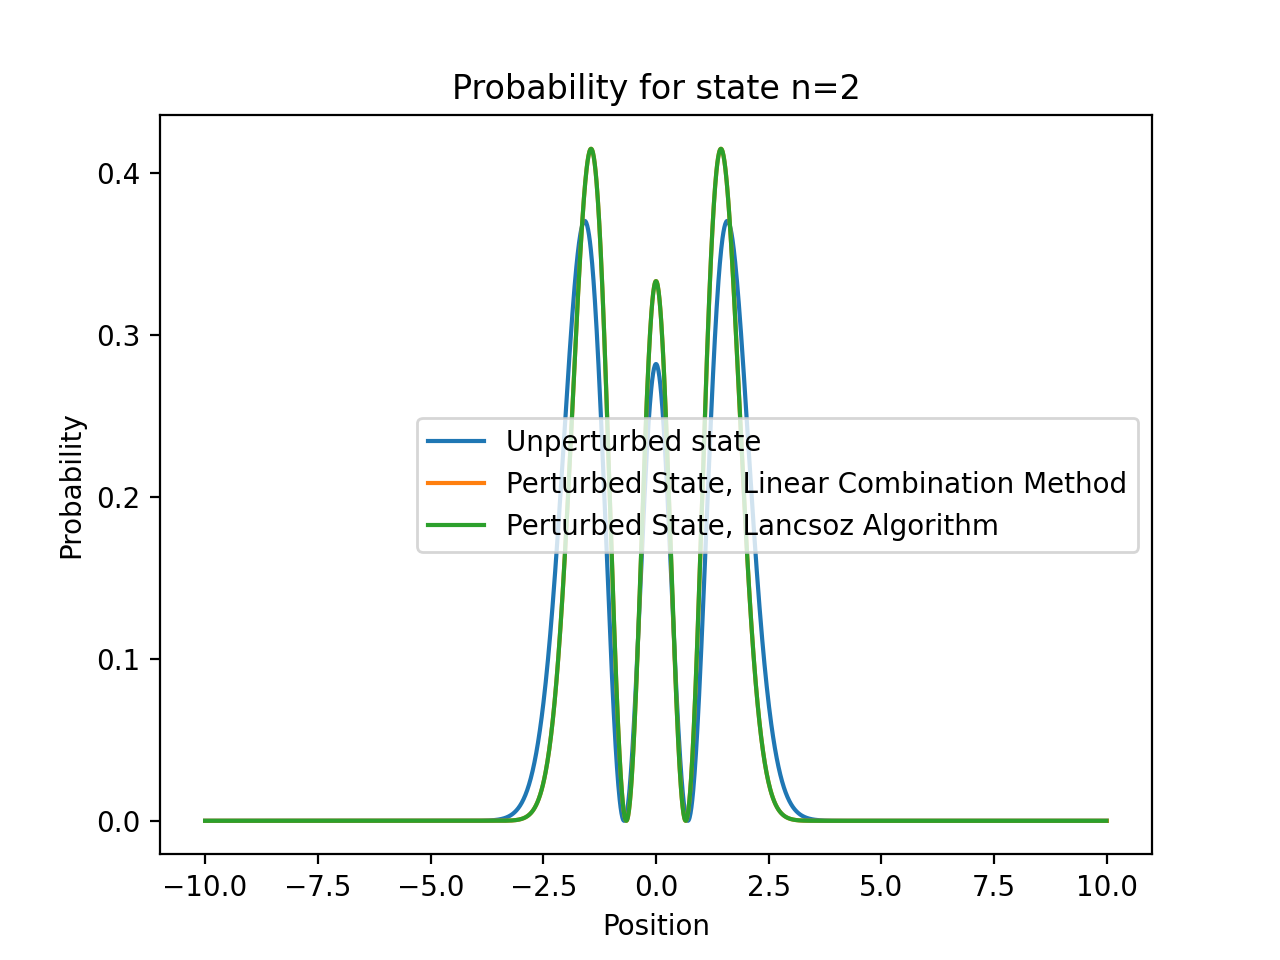 Probability for state n=2
Probability
0.4
0.3
0.2
0.1
0.0
Unperturbed state
Perturbed State, Linear Combination Method
Perturbed State, Lancsoz Algorithm
−10.0 −7.5 −5.0 −2.5 0.0 2.5 5.0 7.5 10.0
Position